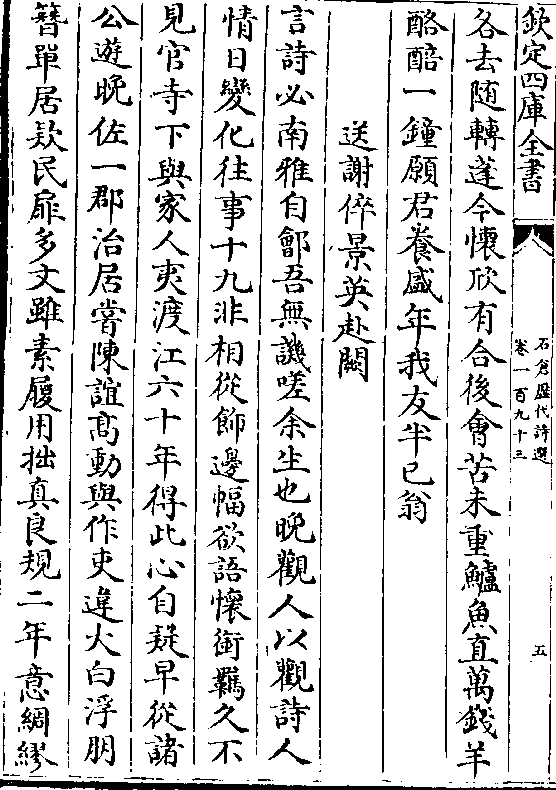 欽定四庫全書
石倉歷代詩選
卷一百九十三
五
各去随轉蓬今懷欣有合後會苦未重鱸魚直萬錢羊
酪醅一鐘願君養盛年我友半已翁
送謝倅景英赴闕
言詩必南雅自鄶吾無譏嗟余生也晚觀人以觀詩人
情日變化往事十九非相從飾邊幅欲語懷銜羈久不
見官寺下與家人夷渡江六十年得此心自疑早從諸
公遊晚佐一郡治居嘗陳誼高動與作吏違大白浮朋
簪單居款民扉多文雖素履用拙真良規二年意綢繆